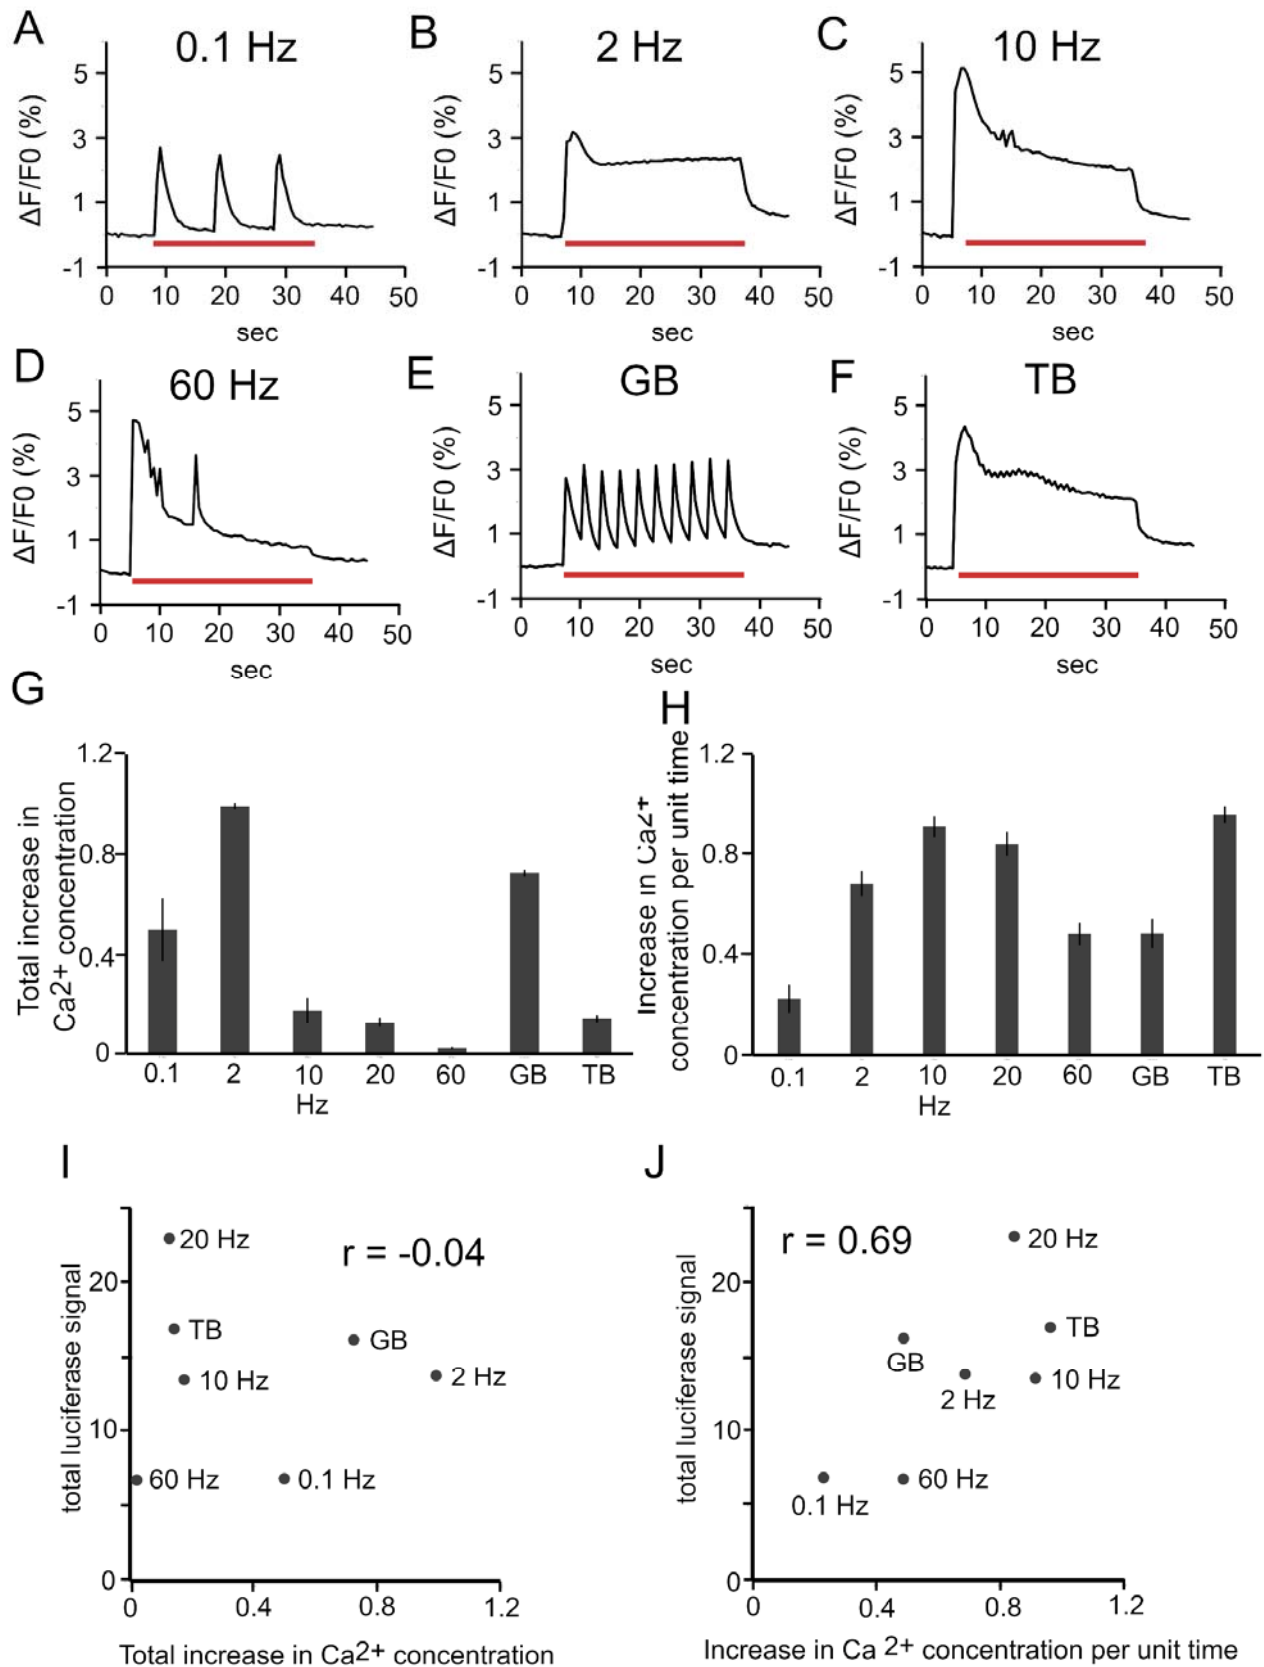 A
0.1 Hz
ΔF/F0 (%)
5
3
1
-1
0 10 20 30 40 50
sec
B
2 Hz
ΔF/F0 (%)
5
3
1
-1
0 10 20 30 40 50
sec
C
10 Hz
ΔF/F0 (%)
5
3
1
-1
0 10 20 30 40 50
sec
D
60 Hz
ΔF/F0 (%)
5
3
1
-1
0 10 20 30 40 50
sec
E
GB
ΔF/F0 (%)
5
3
1
-1
0 10 20 30 40 50
sec
F
TB
ΔF/F0 (%)
5
3
1
-1
0 10 20 30 40 50
sec
G
Total increase in
Ca2+ concentration
1.2
0.8
0.4
0
0.1 2 10 20 60 GB TB
Hz
H
Increase in Ca2+
concentration per unit time
1.2
0.8
0.4
0
0.1 2 10 20 60 GB TB
Hz
I
total luciferase signal
r = -0.04
20
10
0
20 Hz
TB
GB
10 Hz
2 Hz
60 Hz
0.1 Hz
0 0.4 0.8 1.2
Total increase in Ca2+ concentration
J
total luciferase signal
r = 0.69
20
10
0
20 Hz
TB
GB
10 Hz
2 Hz
60 Hz
0.1 Hz
0 0.4 0.8 1.2
Increase in Ca 2+ concentration per unit time